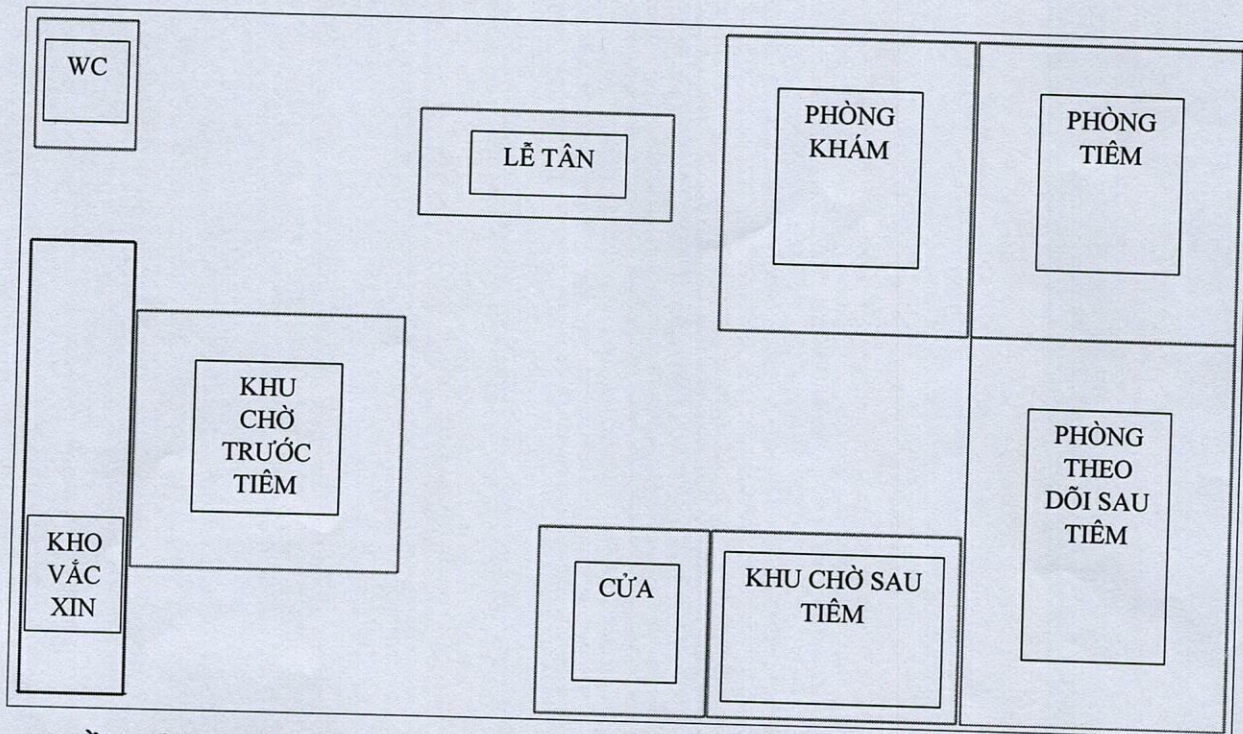 WC
LỄ TÂN
PHÒNG
KHÁM
PHÒNG
TIÊM
KHU
CHỜ
TRƯỚC
TIÊM
KHO
VẮC
XIN
CỬA
KHU CHỜ SAU
TIÊM
PHÒNG
THEO
DÕI SAU
TIÊM